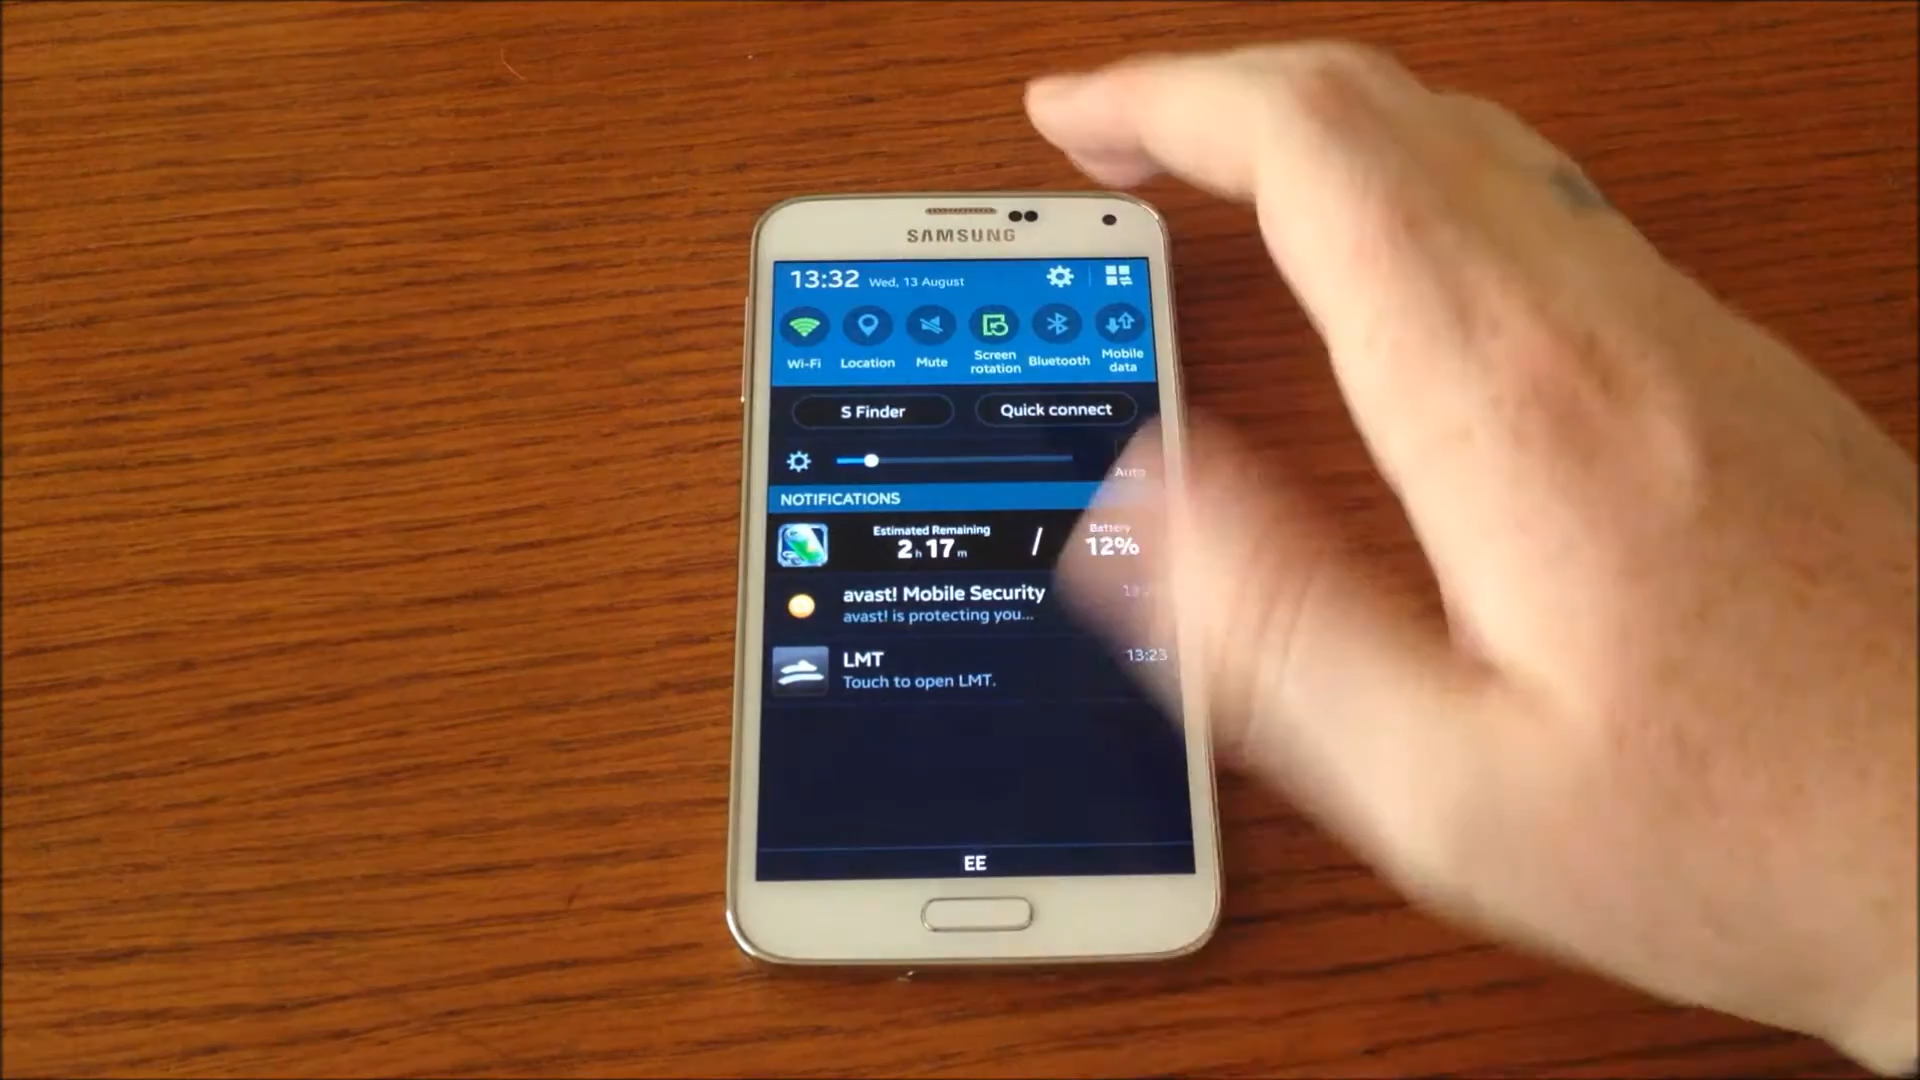 SAMSUNG
13:32 Wed, 13 August
Wi-Fi Location Mute Screen rotation Bluetooth Mobile data
S Finder Quick connect
Auto
NOTIFICATIONS
Estimated Remaining Battery
2h 17m / 12%
avast! Mobile Security
avast! is protecting you...
LMT 13:23
Touch to open LMT.
EE